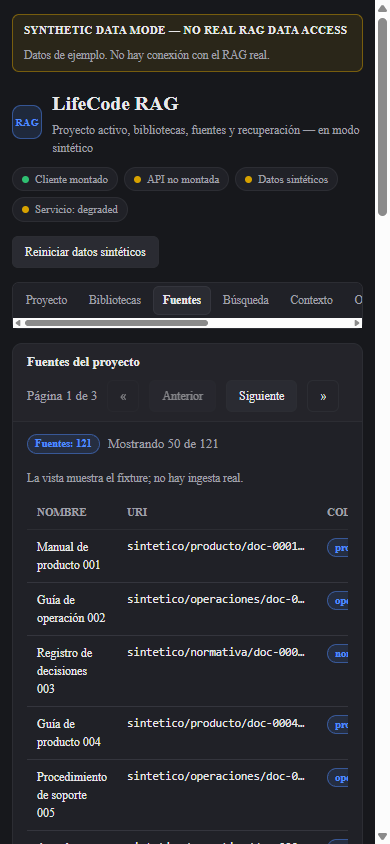 SYNTHETIC DATA MODE — NO REAL RAG DATA ACCESS
Datos de ejemplo. No hay conexión con el RAG real.
RAG
LifeCode RAG
Proyecto activo, bibliotecas, fuentes y recuperación — en modo
sintético
Cliente montado
API no montada
Datos sintéticos
Servicio: degraded
Reiniciar datos sintéticos
Proyecto Bibliotecas Fuentes Búsqueda Contexto
Fuentes del proyecto
Página 1 de 3 « Anterior Siguiente »
Fuentes: 121 Mostrando 50 de 121
La vista muestra el fixture; no hay ingesta real.
NOMBRE URI
Manual de
producto 001
sintetico/producto/doc-0001…
Guía de
operación 002
sintetico/operaciones/doc-0…
Registro de
decisiones
003
sintetico/normativa/doc-000…
Guía de
producto 004
sintetico/producto/doc-0004…
Procedimiento
de soporte
005
sintetico/operaciones/doc-0…